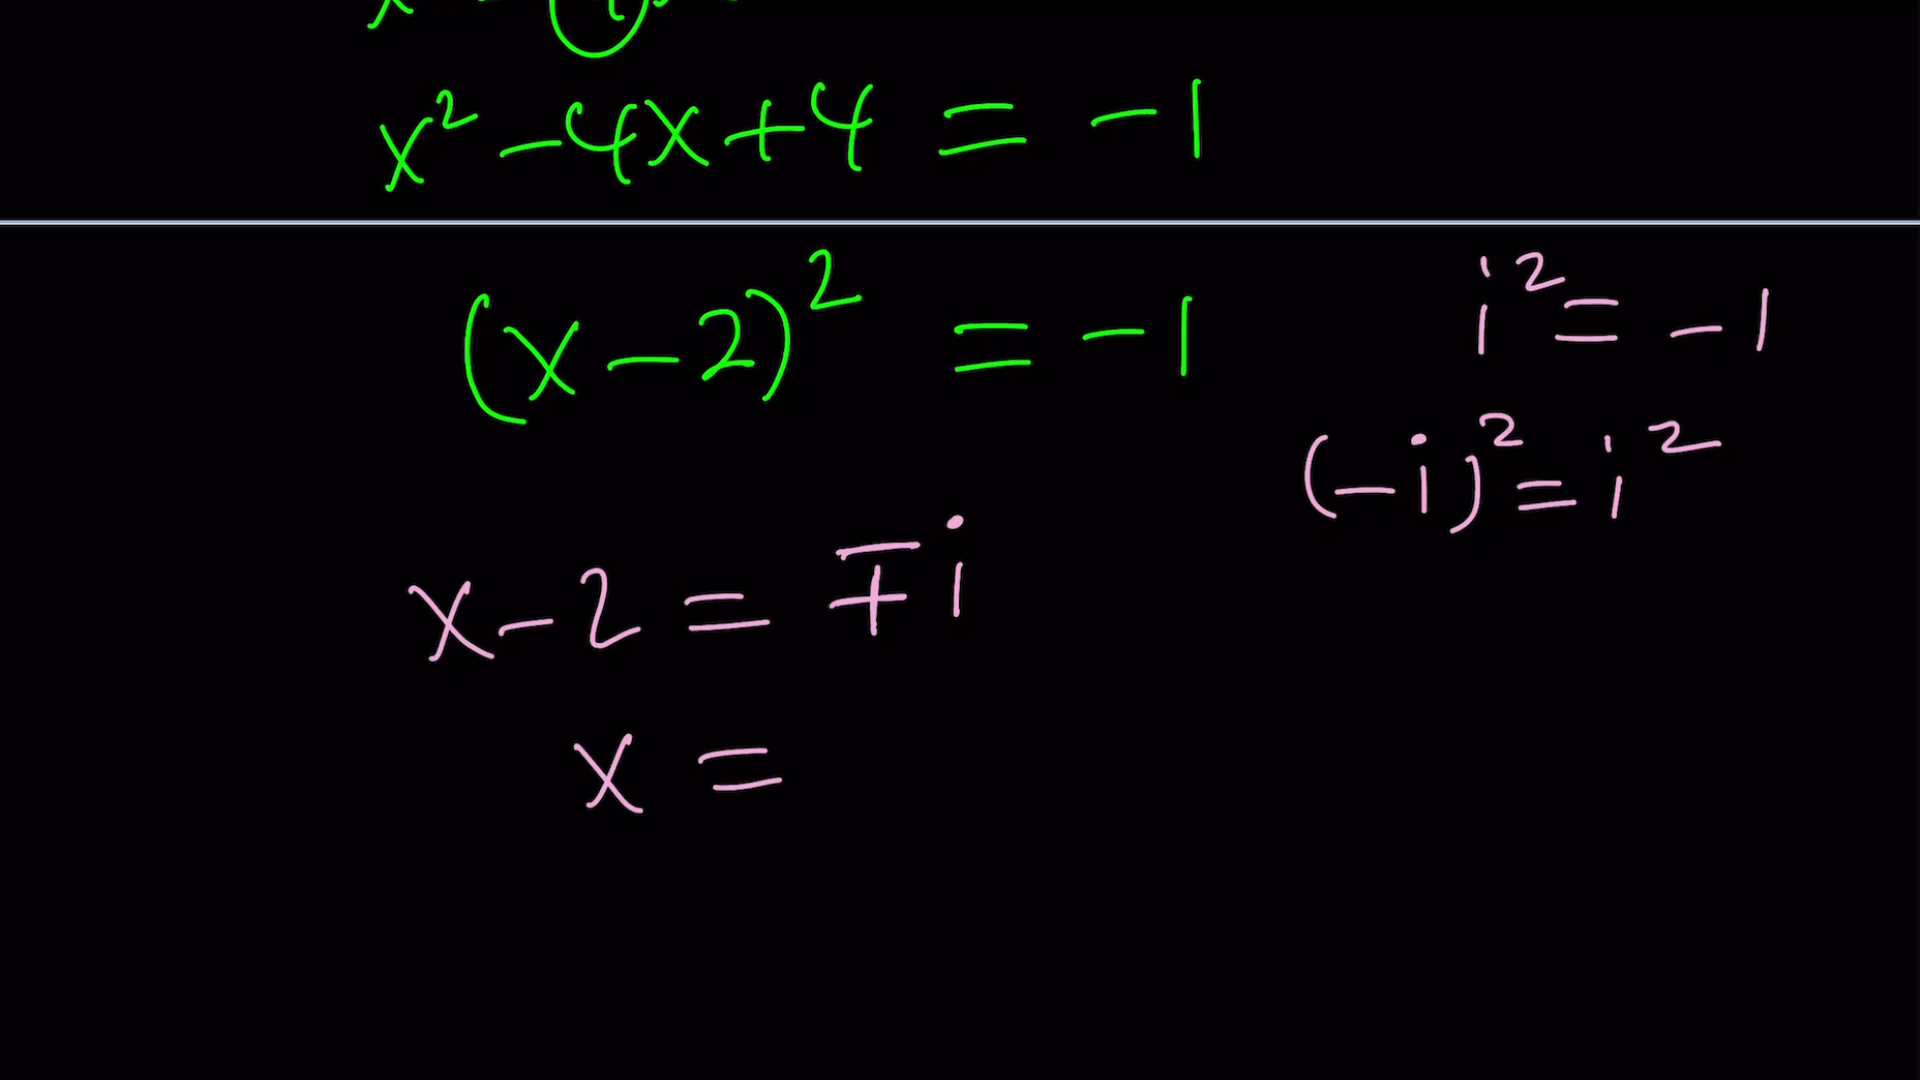 x² - 4x + 4 = -1
(x - 2)² = -1
i² = -1
(-i)² = i²
x - 2 = ∓i
x =